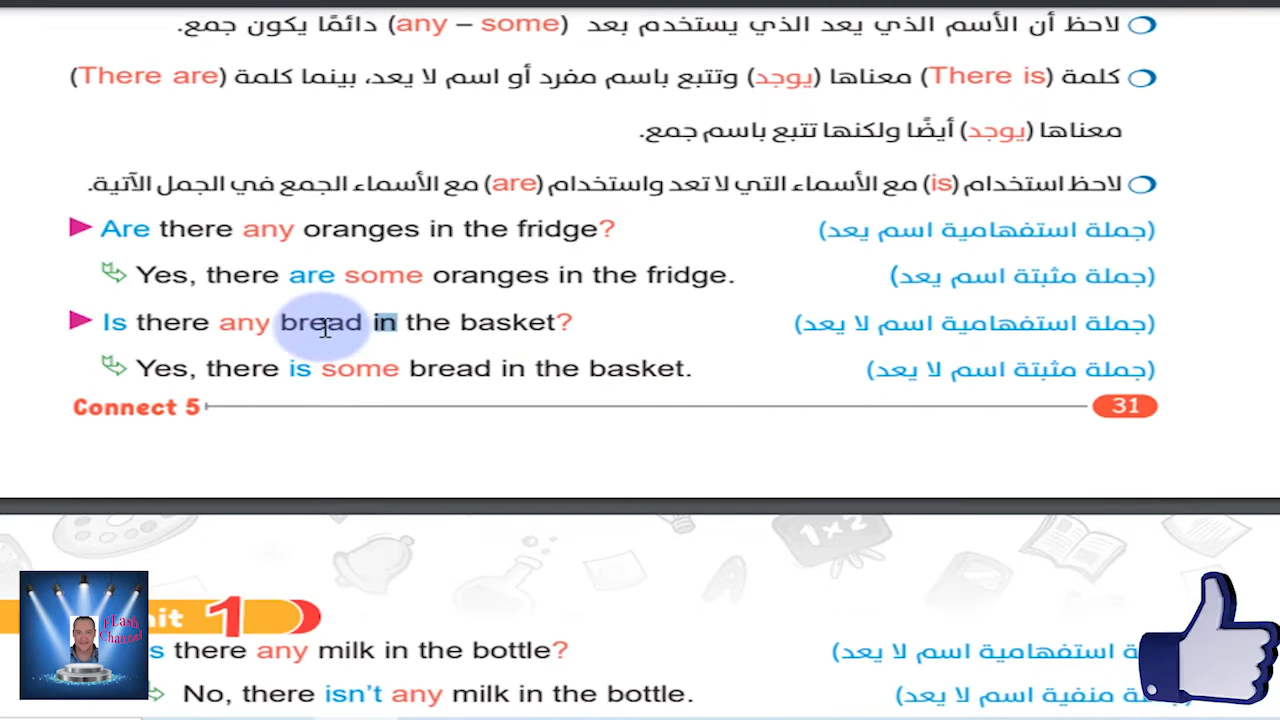 لاحظ أن الأسم الذي يعد الذي يستخدم بعد (any – some) دائمًا يكون جمع.
كلمة (There is) معناها (يوجد) وتتبع باسم مفرد أو اسم لا يعد، بينما كلمة (There are)
معناها (يوجد) أيضًا ولكنها تتبع باسم جمع.
لاحظ استخدام (is) مع الأسماء التي لا تعد واستخدام (are) مع الأسماء الجمع في الجمل الآتية.
Are there any oranges in the fridge? (جملة استفهامية اسم يعد)
Yes, there are some oranges in the fridge. (جملة مثبتة اسم يعد)
Is there any bread in the basket? (جملة استفهامية اسم لا يعد)
Yes, there is some bread in the basket. (جملة مثبتة اسم لا يعد)
Connect 5 31
1×2
FLash Channel
nit 1
s there any milk in the bottle? استفهامية اسم لا يعد)
No, there isn't any milk in the bottle. منفية اسم لا يعد)